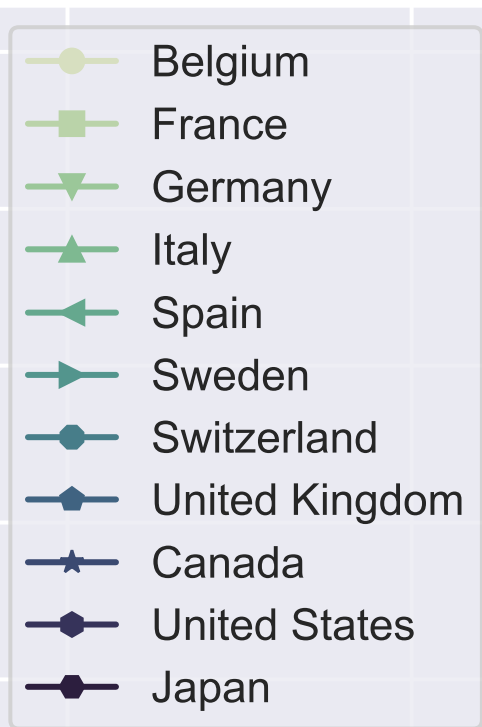 Belgium
France
Germany
Italy
Spain
Sweden
Switzerland
United Kingdom
Canada
United States
Japan